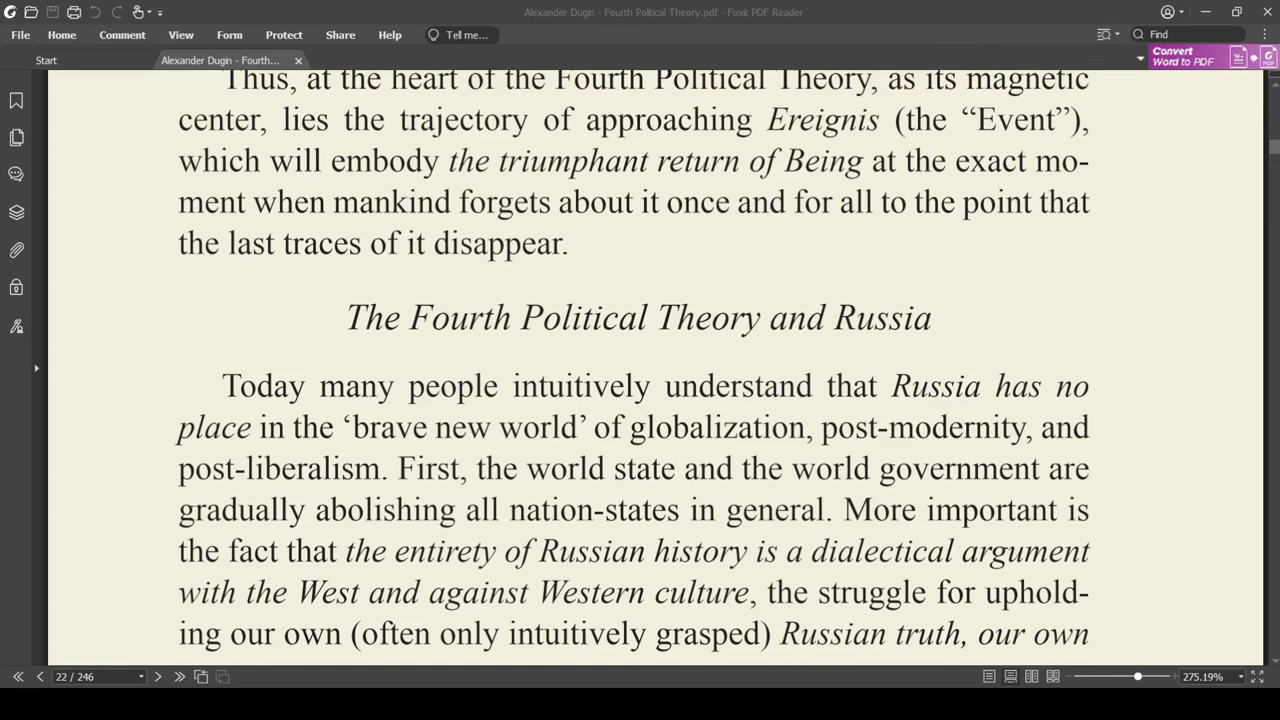 Alexander Dugin - Fourth Political Theory.pdf - Foxit PDF Reader
File Home Comment View Form Protect Share Help Tell me... Find
Start Alexander Dugin - Fourth... Convert
Word to PDF
Thus, at the heart of the Fourth Political Theory, as its magnetic
center, lies the trajectory of approaching Ereignis (the “Event”),
which will embody the triumphant return of Being at the exact mo-
ment when mankind forgets about it once and for all to the point that
the last traces of it disappear.
The Fourth Political Theory and Russia
Today many people intuitively understand that Russia has no
place in the ‘brave new world’ of globalization, post-modernity, and
post-liberalism. First, the world state and the world government are
gradually abolishing all nation-states in general. More important is
the fact that the entirety of Russian history is a dialectical argument
with the West and against Western culture, the struggle for uphold-
ing our own (often only intuitively grasped) Russian truth, our own
22 / 246 275.19%